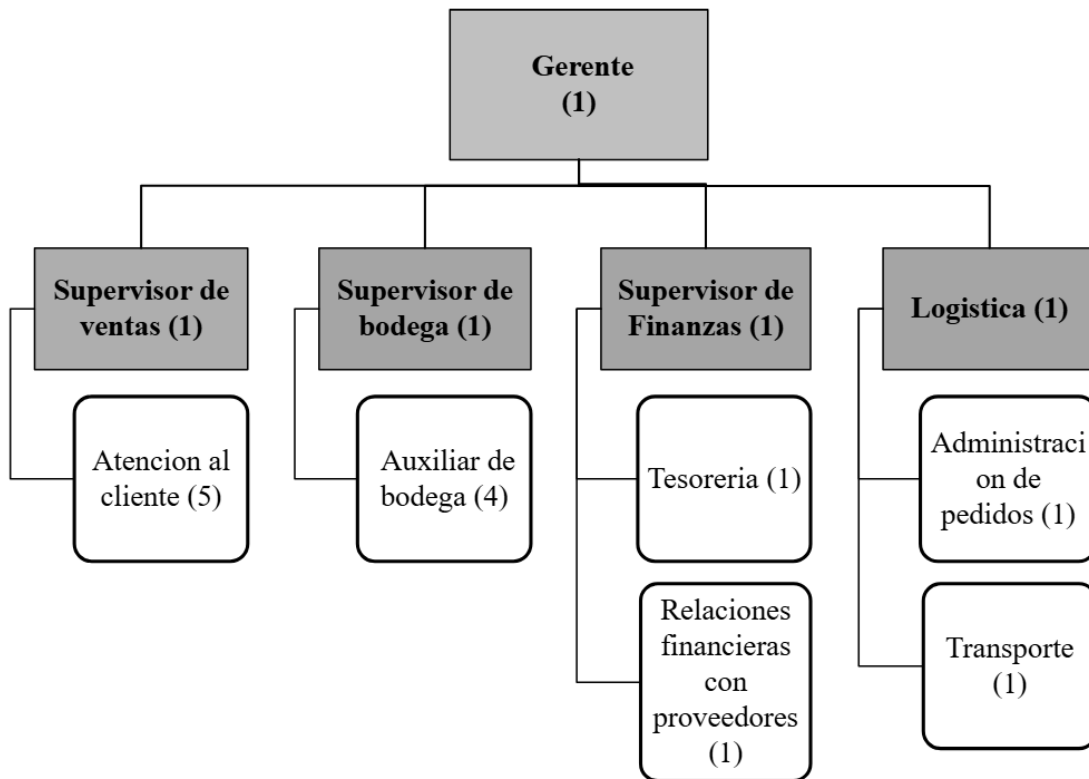 Gerente
(1)
Supervisor de
ventas (1)
Supervisor de
bodega (1)
Supervisor de
Finanzas (1)
Logistica (1)
Atencion al
cliente (5)
Auxiliar de
bodega (4)
Tesoreria (1)
Administraci
on de
pedidos (1)
Relaciones
financieras
con
proveedores
(1)
Transporte
(1)